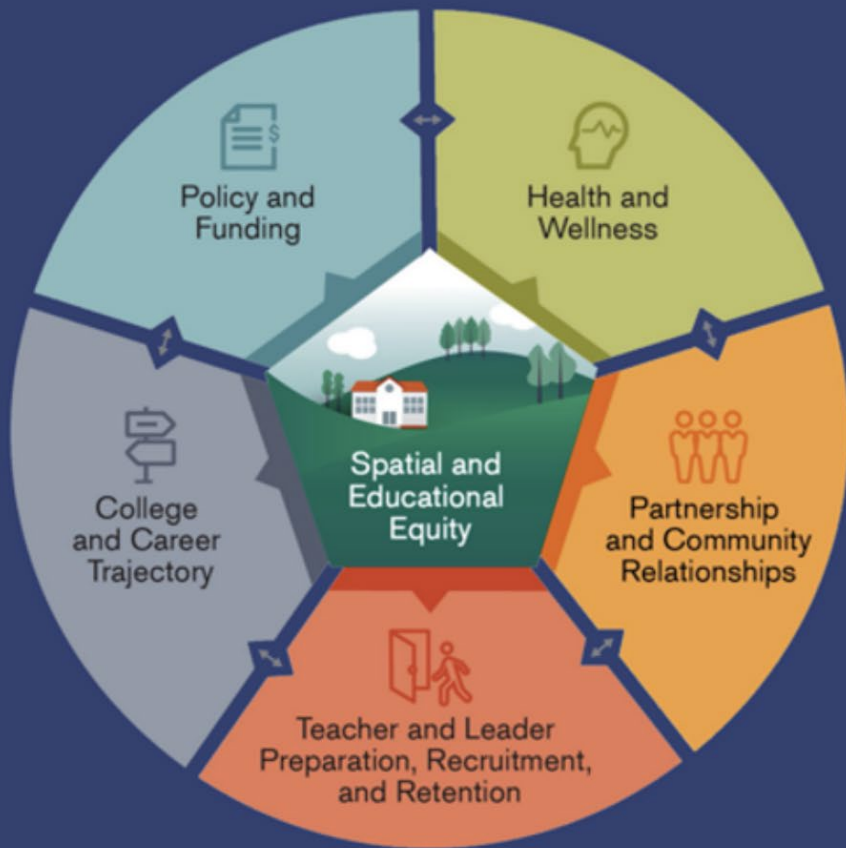 Policy and
Funding
Health and
Wellness
College
and Career
Trajectory
Spatial and
Educational
Equity
Partnership
and Community
Relationships
Teacher and Leader
Preparation, Recruitment,
and Retention